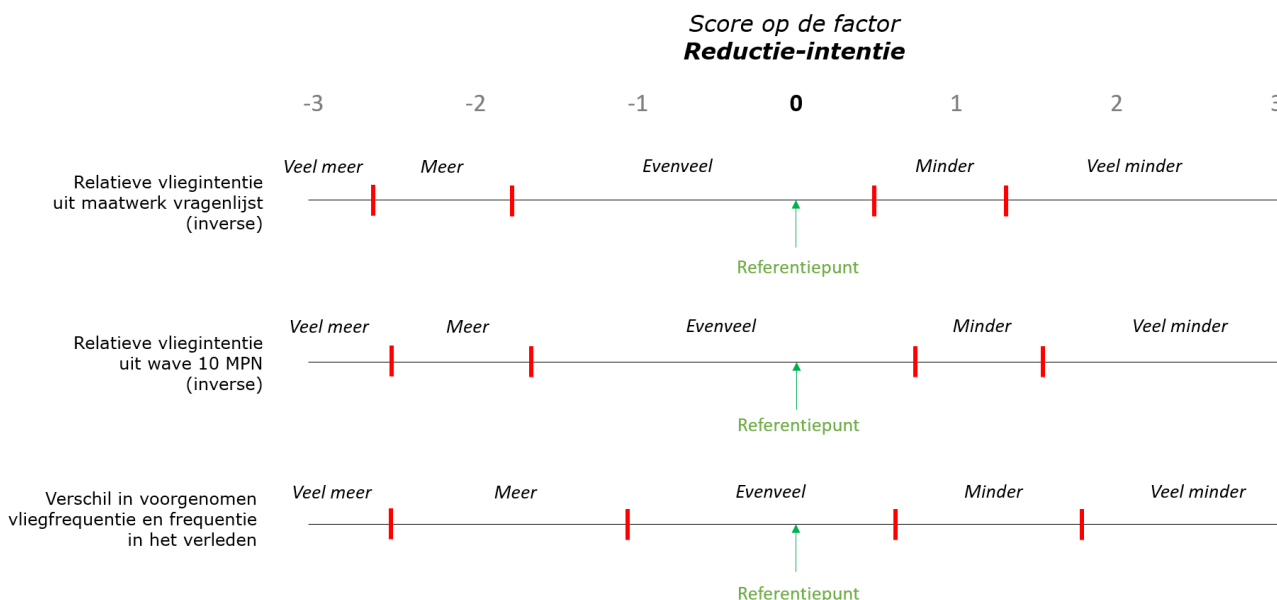 Score op de factor
Reductie-intentie
-3 -2 -1 0 1 2 3
Veel meer Meer Evenveel Minder Veel minder
Relatieve vliegintentie
uit maatwerk vragenlijst
(inverse)
Referentiepunt
Veel meer Meer Evenveel Minder Veel minder
Relatieve vliegintentie
uit wave 10 MPN
(inverse)
Referentiepunt
Veel meer Meer Evenveel Minder Veel minder
Verschil in voorgenomen
vliegfrequentie en frequentie
in het verleden
Referentiepunt